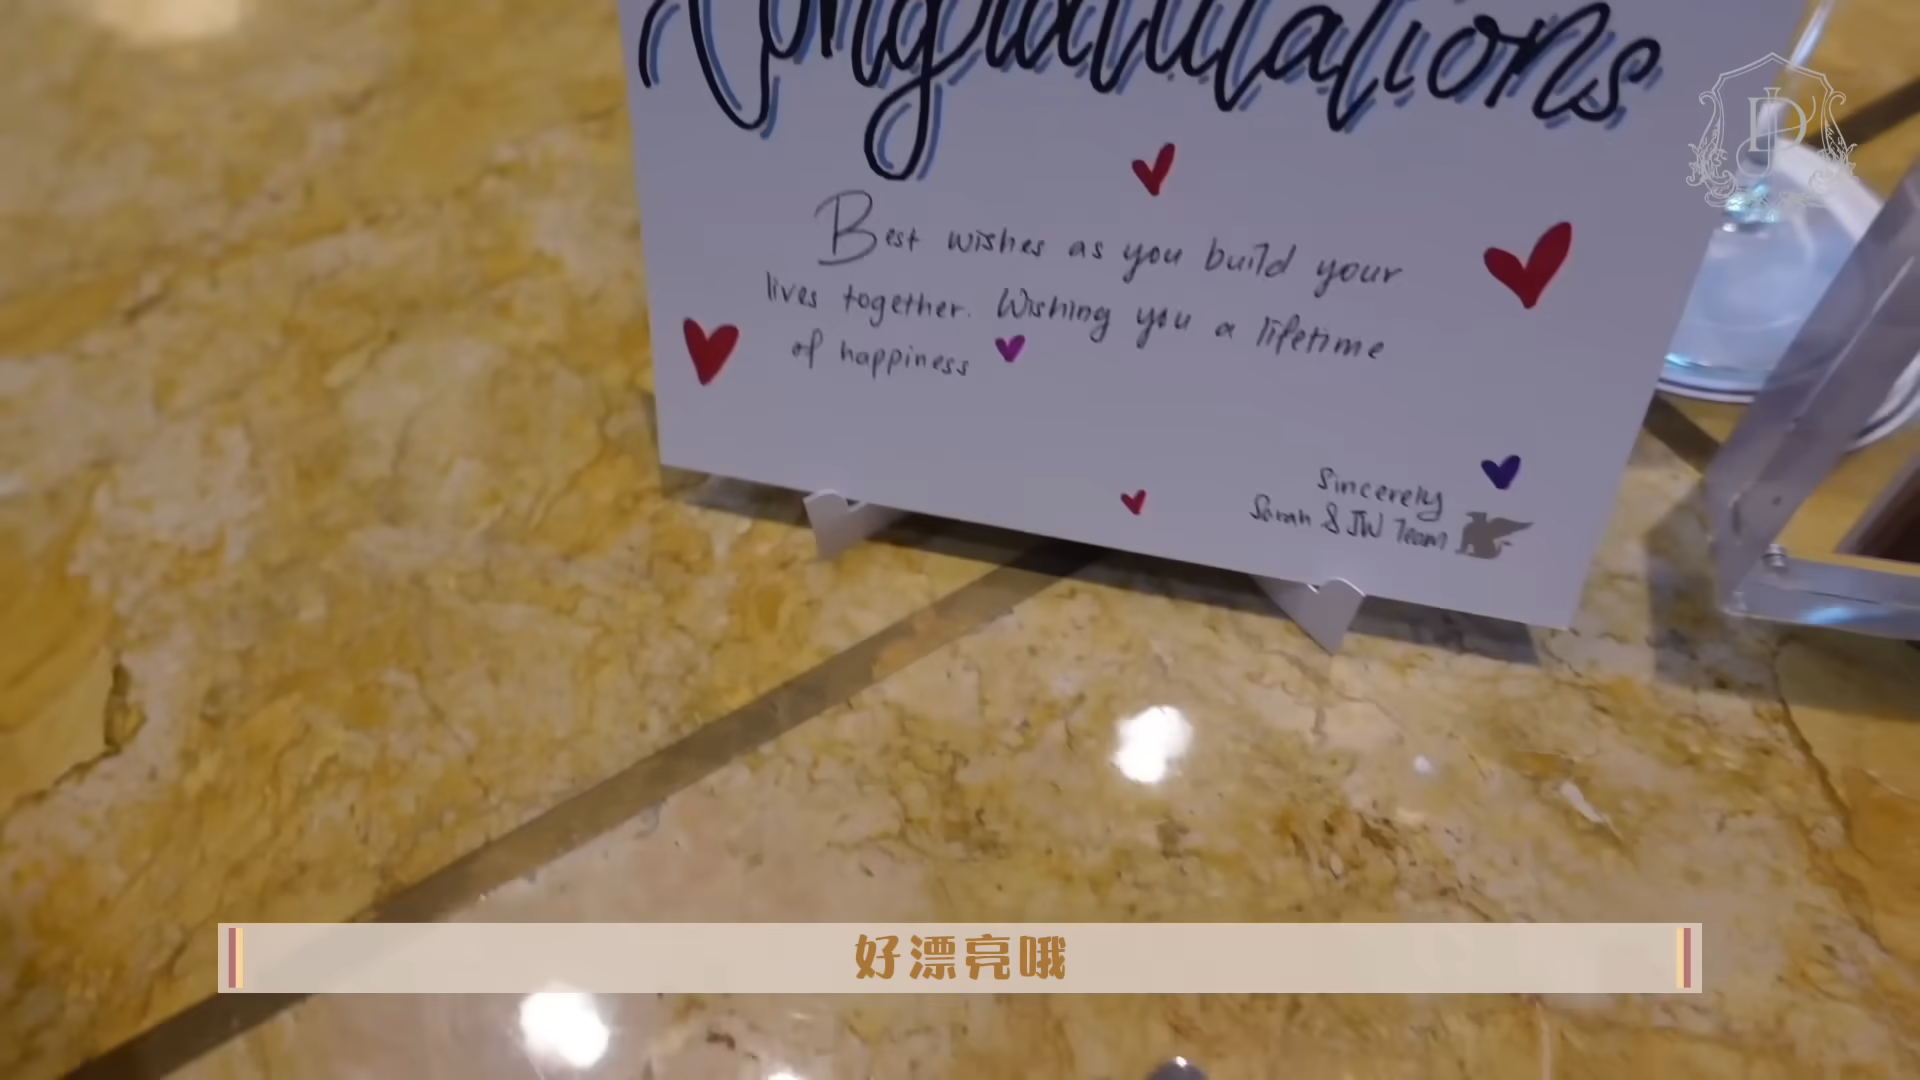 Congratulations
Best wishes as you build your
lives together. Wishing you a lifetime
of happiness
Sincerely
Sarah & JW Team
好漂亮哦